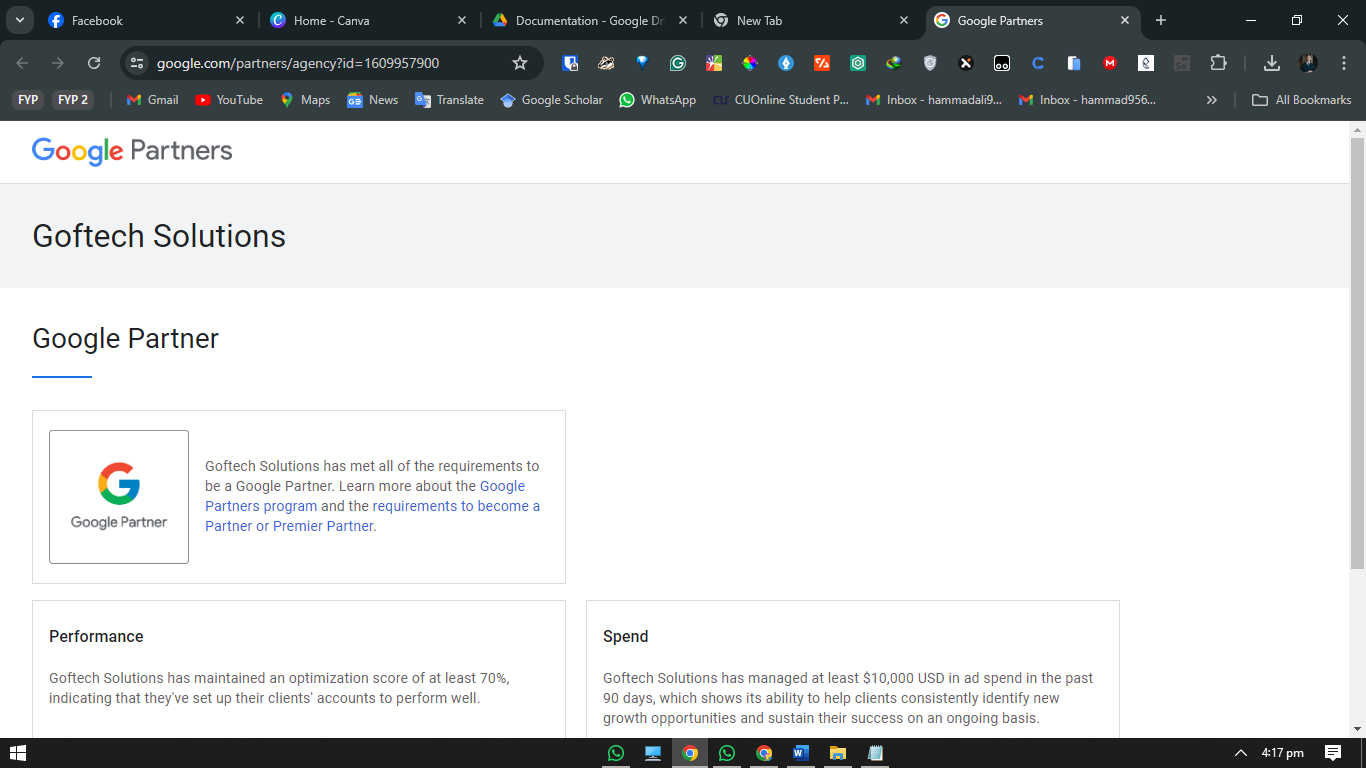 Facebook
Home - Canva
Documentation - Google Dri
New Tab
Google Partners
google.com/partners/agency?id=1609957900
FYP
FYP 2
Gmail
YouTube
Maps
News
Translate
Google Scholar
WhatsApp
CUOnline Student P...
Inbox - hammadali9...
Inbox - hammad956...
All Bookmarks
Google Partners
Goftech Solutions
Google Partner
Google Partner
Goftech Solutions has met all of the requirements to
be a Google Partner. Learn more about the Google
Partners program and the requirements to become a
Partner or Premier Partner.
Performance
Goftech Solutions has maintained an optimization score of at least 70%,
indicating that they've set up their clients' accounts to perform well.
Spend
Goftech Solutions has managed at least $10,000 USD in ad spend in the past
90 days, which shows its ability to help clients consistently identify new
growth opportunities and sustain their success on an ongoing basis.
4:17 pm